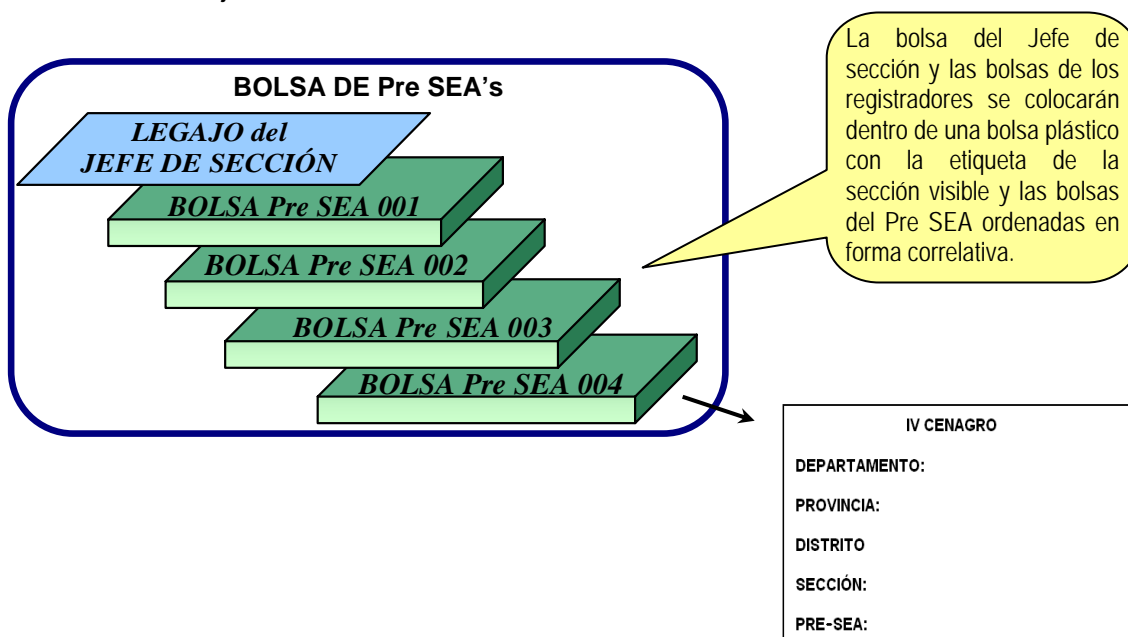 BOLSA DE Pre SEA's
LEGAJO del
JEFE DE SECCIÓN
BOLSA Pre SEA 001
BOLSA Pre SEA 002
BOLSA Pre SEA 003
BOLSA Pre SEA 004
La bolsa del Jefe de
sección y las bolsas de los
registradores se colocarán
dentro de una bolsa plástico
con la etiqueta de la
sección visible y las bolsas
del Pre SEA ordenadas en
forma correlativa.
IV CENAGRO
DEPARTAMENTO:
PROVINCIA:
DISTRITO
SECCIÓN:
PRE-SEA: